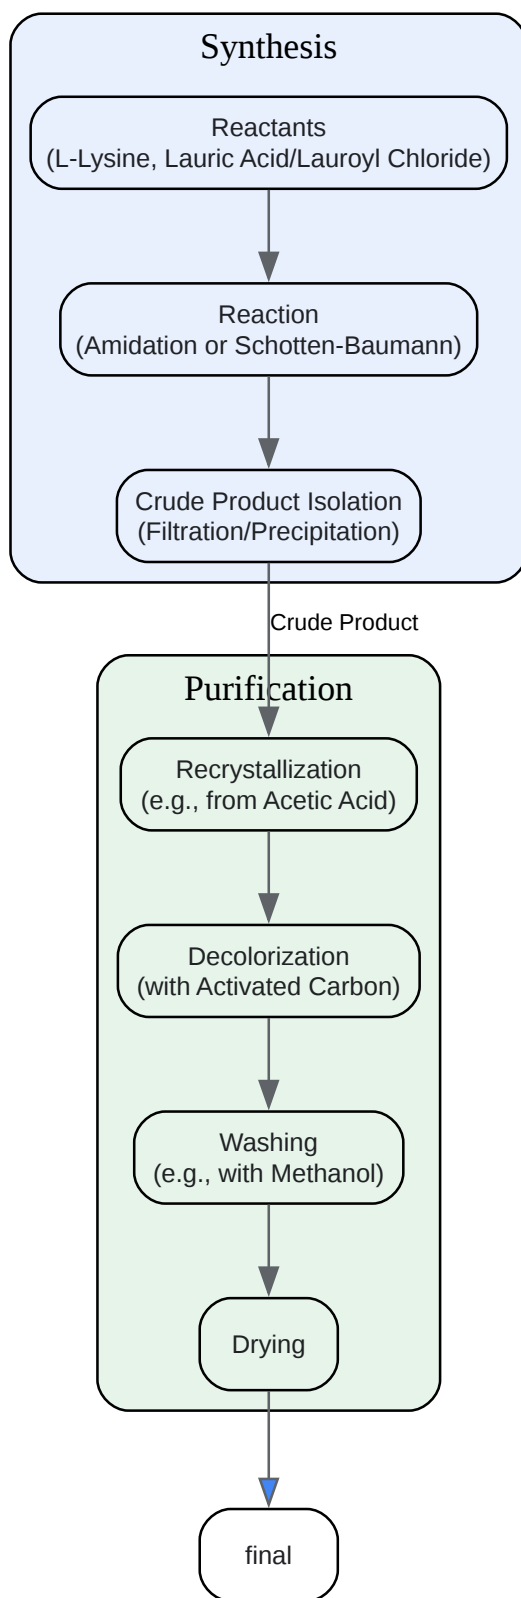 Synthesis
Reactants
(L-Lysine, Lauric Acid/Lauroyl Chloride)
Reaction
(Amidation or Schotten-Baumann)
Crude Product Isolation
(Filtration/Precipitation)
Crude Product
Purification
Recrystallization
(e.g., from Acetic Acid)
Decolorization
(with Activated Carbon)
Washing
(e.g., with Methanol)
Drying
final